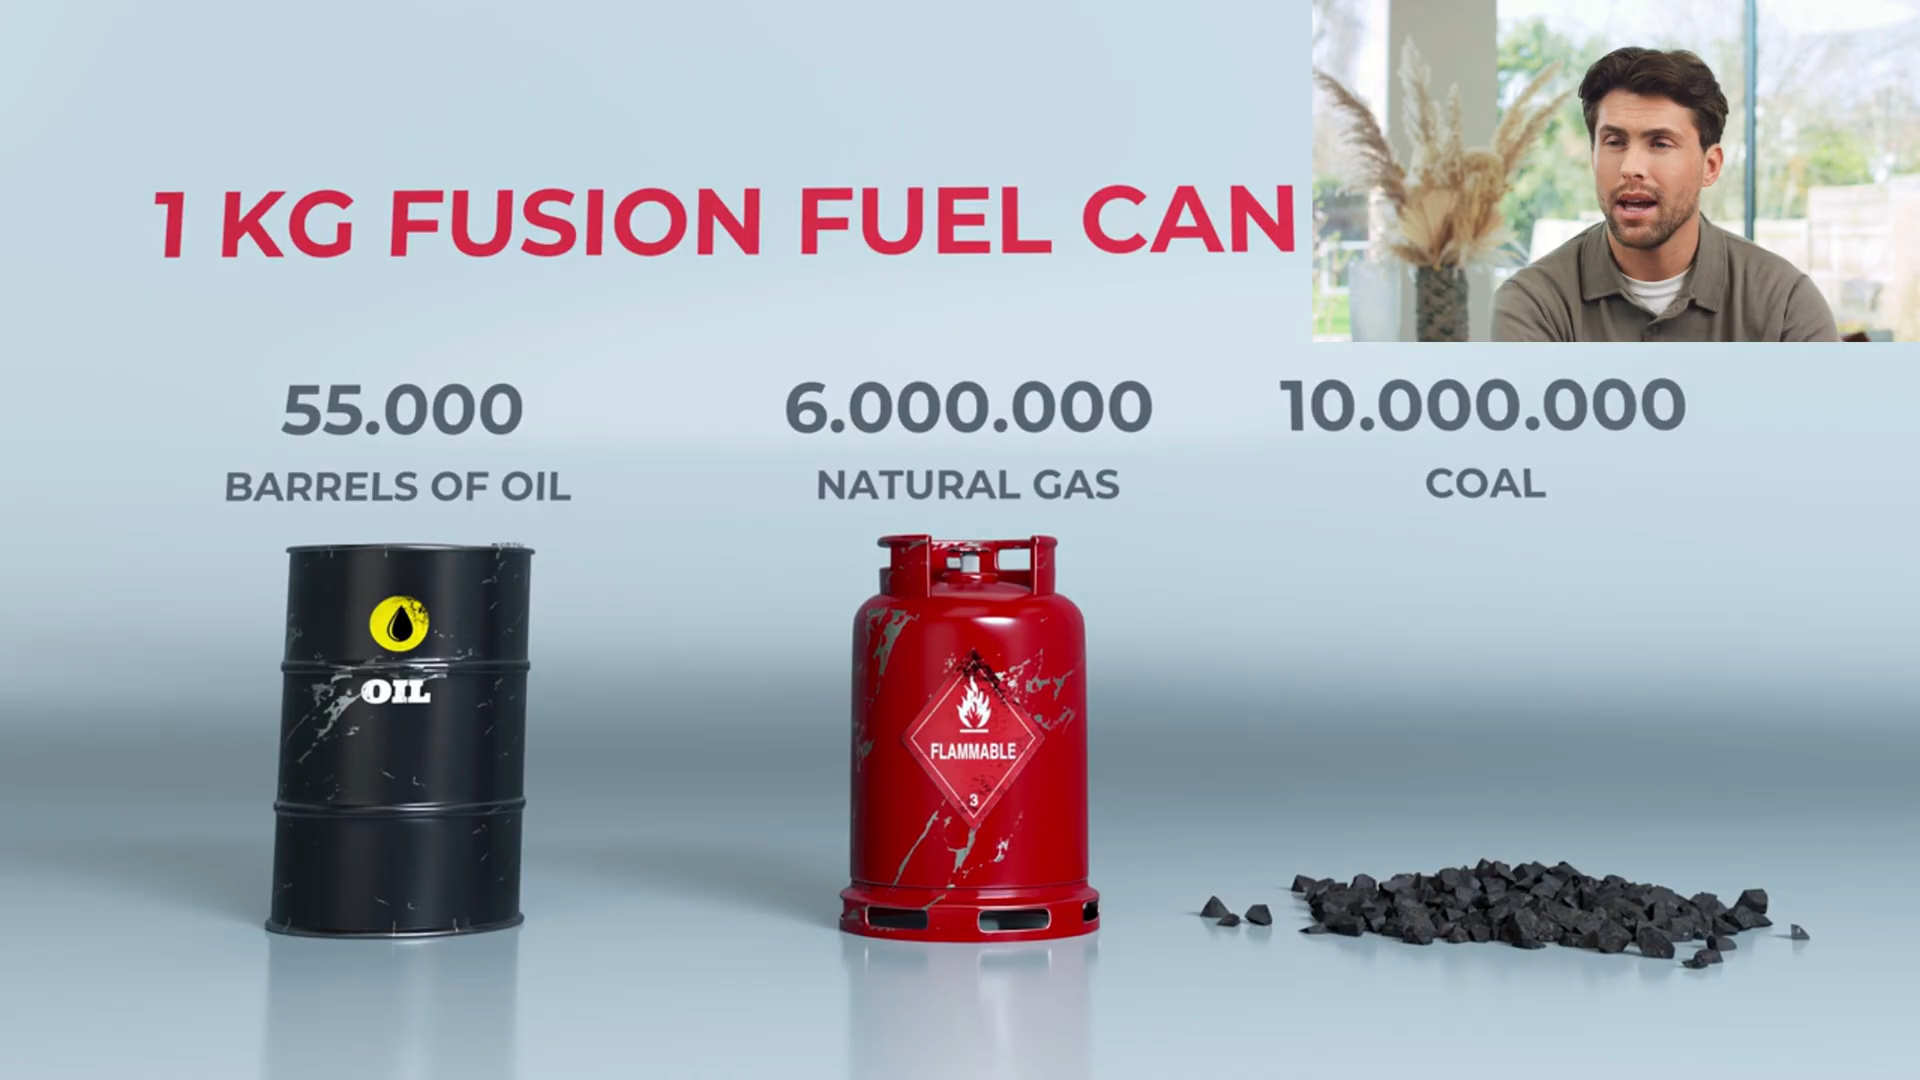 1 KG FUSION FUEL CAN
55.000
6.000.000
10.000.000
BARRELS OF OIL
NATURAL GAS
COAL
OIL
FLAMMABLE
3